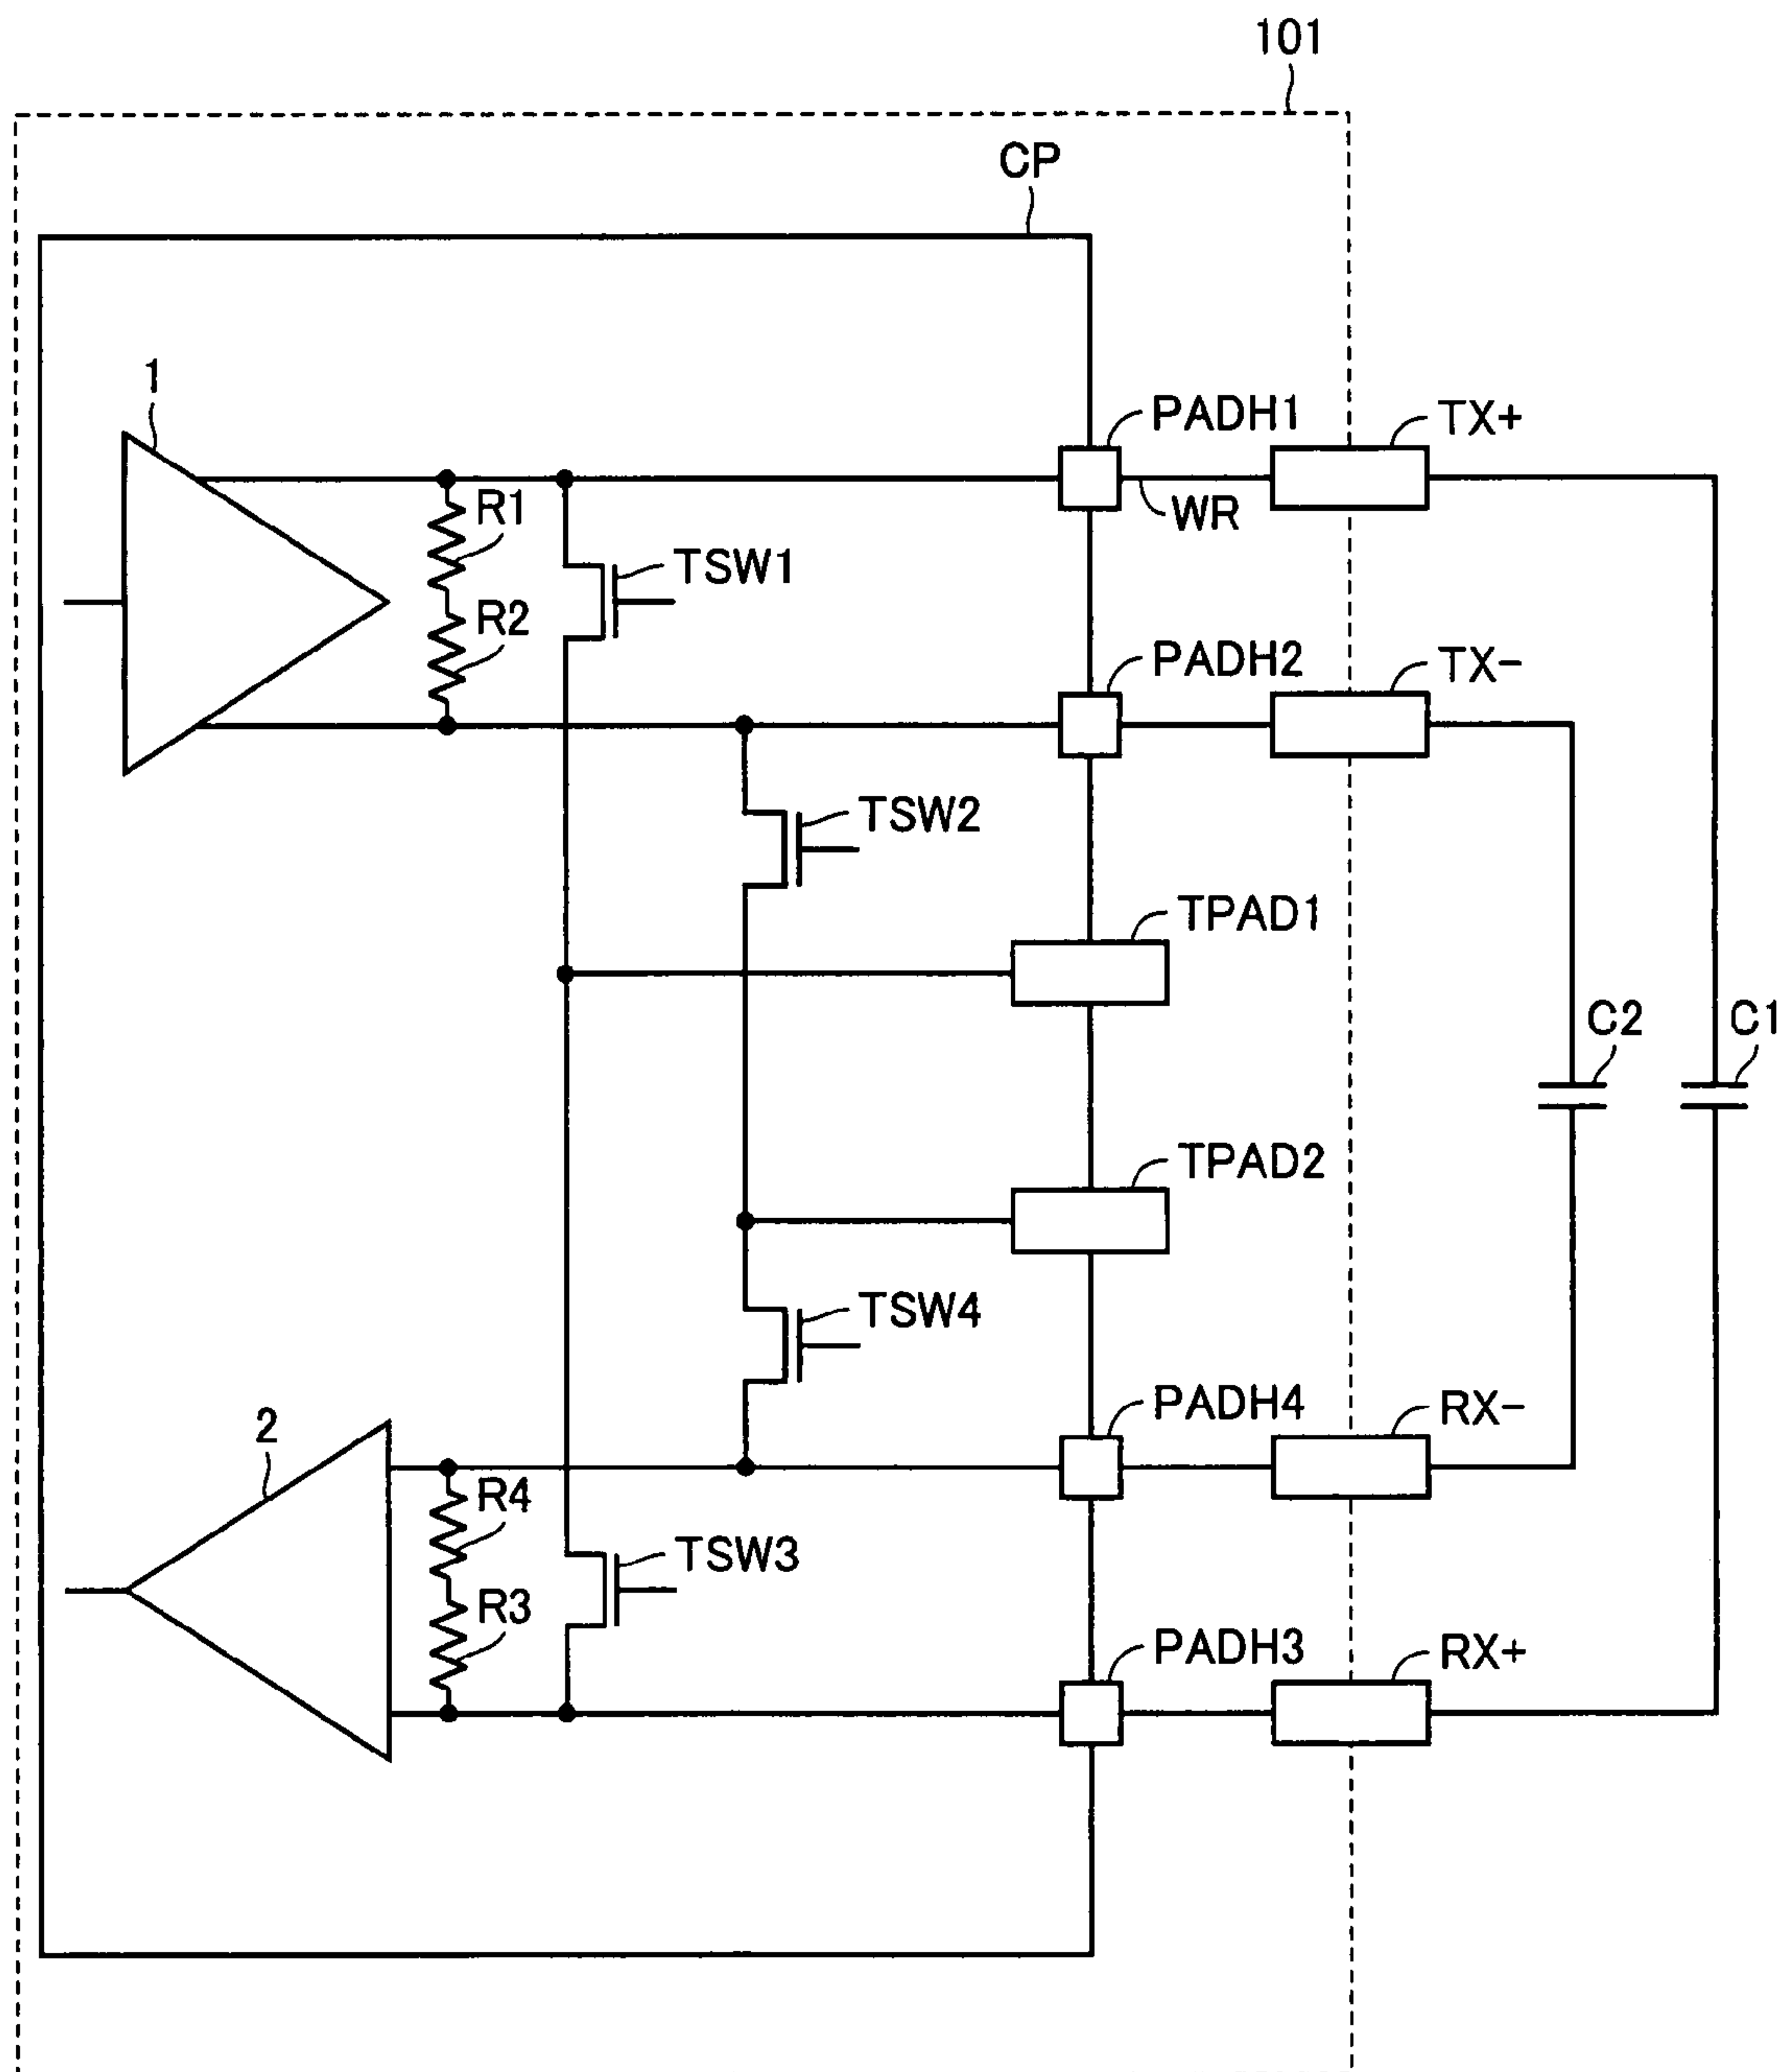 101
CP
1
PADH1
TX+
R1
WR
TSW1
R2
PADH2
TX-
TSW2
TPAD1
C2
C1
TPAD2
TSW4
PADH4
RX-
2
R4
TSW3
R3
PADH3
RX+